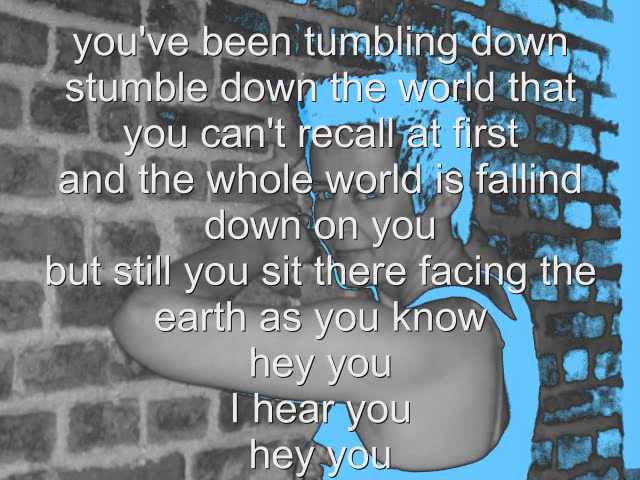 you've been tumbling down
stumble down the world that
you can't recall at first
and the whole world is fallind
down on you
but still you sit there facing the
earth as you know
hey you
I hear you
hey you